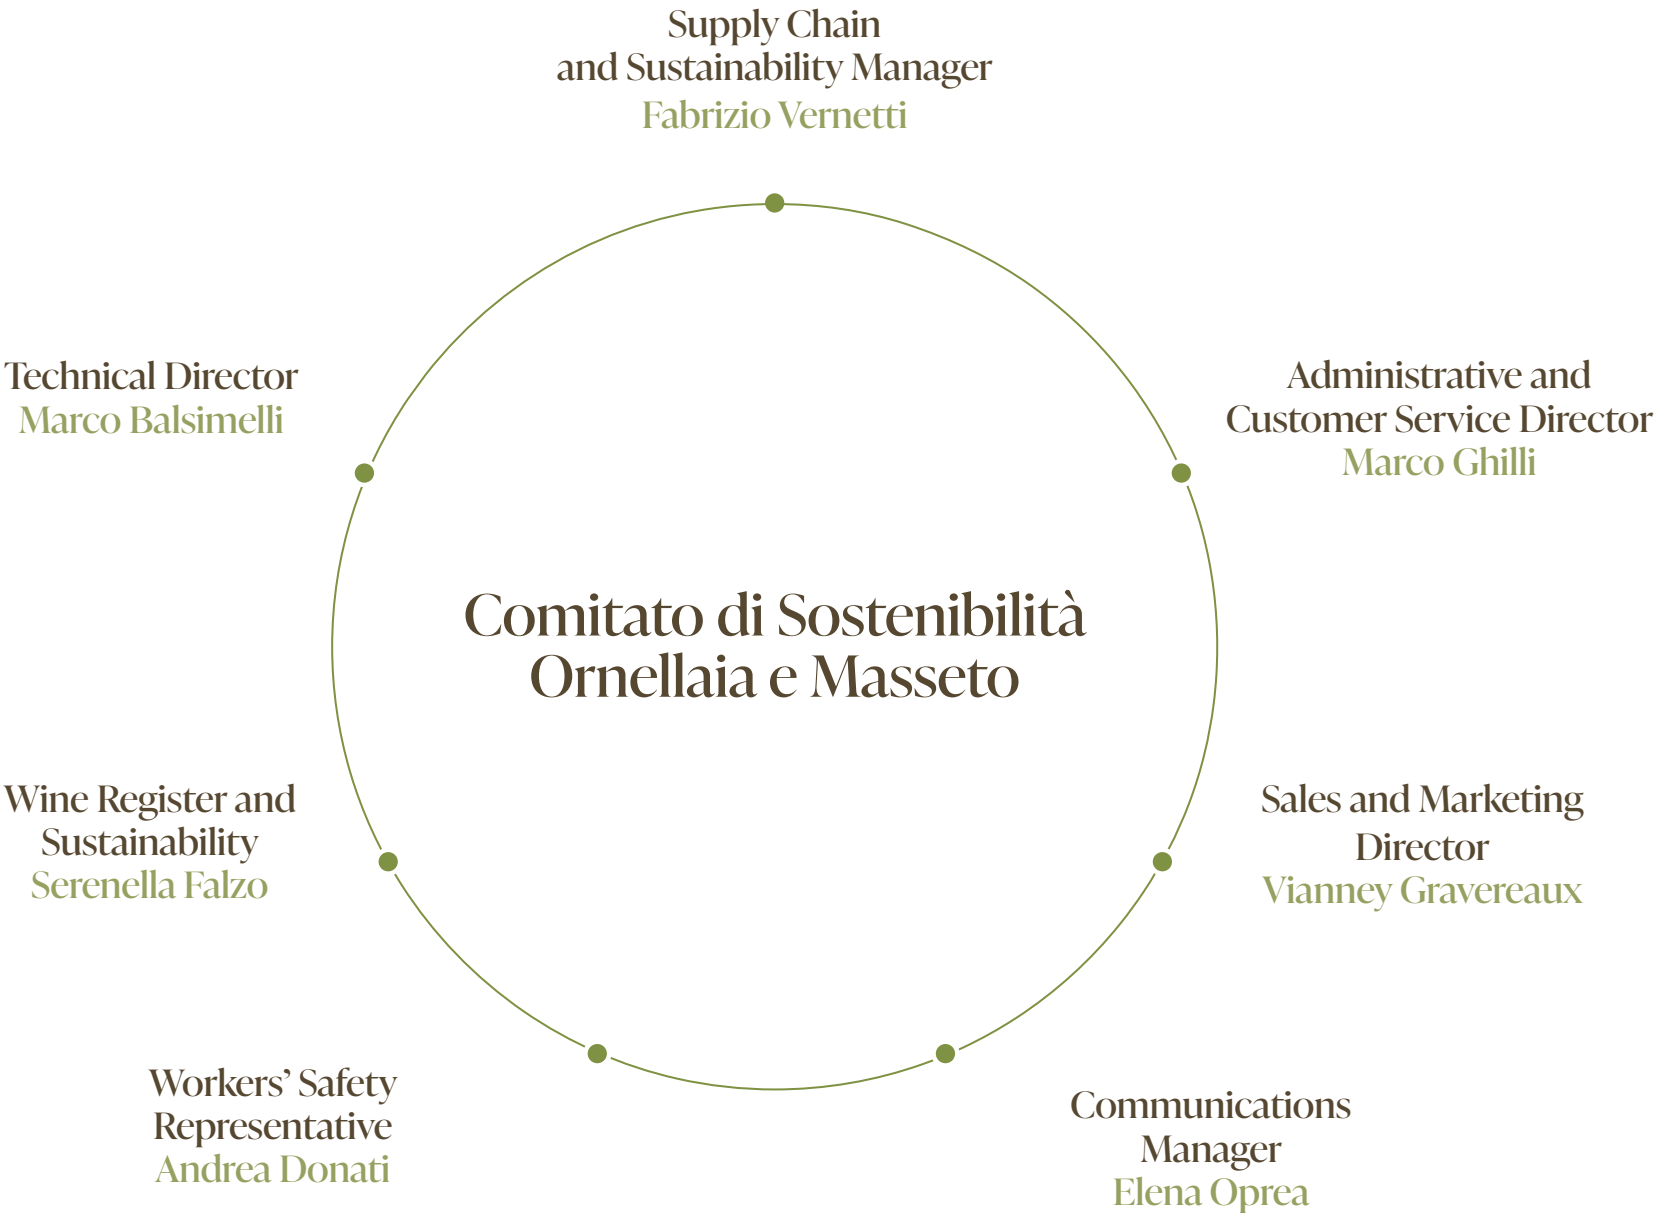 Supply Chain
and Sustainability Manager
Fabrizio Vernetti
Technical Director
Marco Balsimelli
Administrative and
Customer Service Director
Marco Ghilli
Comitato di Sostenibilità
Ornellaia e Masseto
Wine Register and
Sustainability
Serenella Falzo
Sales and Marketing
Director
Vianney Gravereaux
Workers’ Safety
Representative
Andrea Donati
Communications
Manager
Elena Oprea